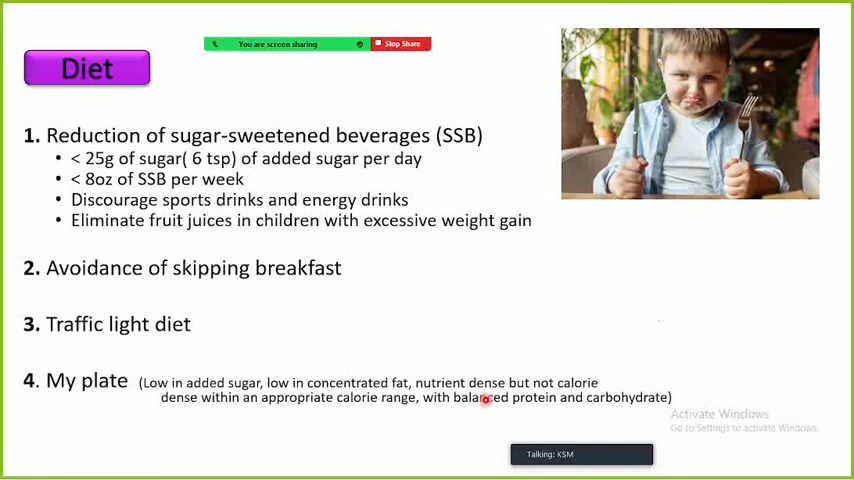 You are screen sharing
Stop Share
Diet
1. Reduction of sugar-sweetened beverages (SSB)
• < 25g of sugar( 6 tsp) of added sugar per day
• < 8oz of SSB per week
• Discourage sports drinks and energy drinks
• Eliminate fruit juices in children with excessive weight gain
2. Avoidance of skipping breakfast
3. Traffic light diet
4. My plate (Low in added sugar, low in concentrated fat, nutrient dense but not calorie
dense within an appropriate calorie range, with balanced protein and carbohydrate)
Activate Windows
Go to Settings to activate Windows.
Talking: KSM